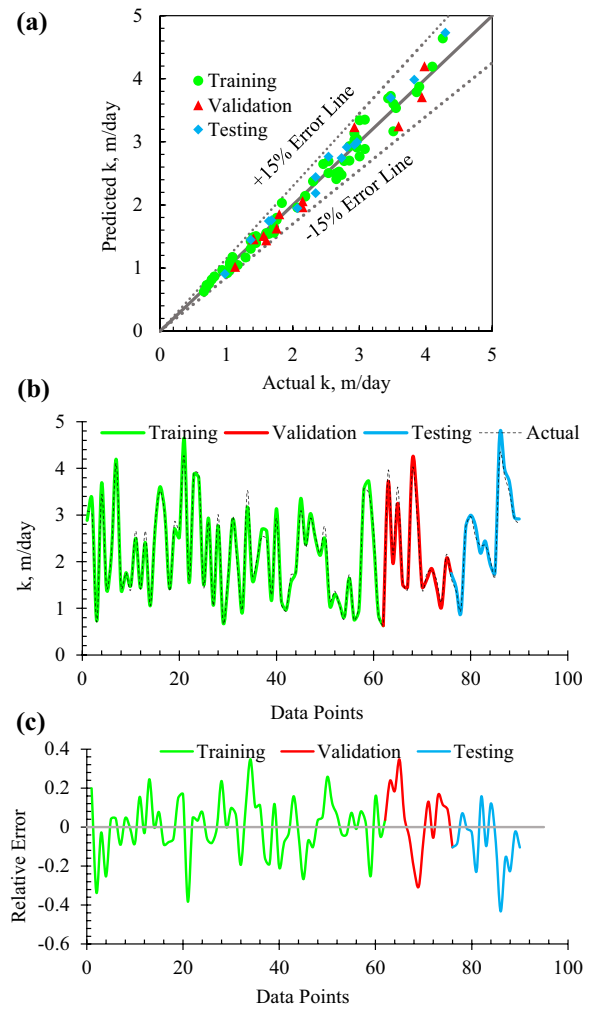 (a)
5
4
3
2
1
0
Predicted k, m/day
Training
Validation
Testing
+15% Error Line
-15% Error Line
0 1 2 3 4 5
Actual k, m/day
(b)
5
4
3
2
1
0
k, m/day
Training Validation Testing Actual
0 20 40 60 80 100
Data Points
(c)
0.4
0.2
0
-0.2
-0.4
-0.6
Relative Error
Training Validation Testing
0 20 40 60 80 100
Data Points